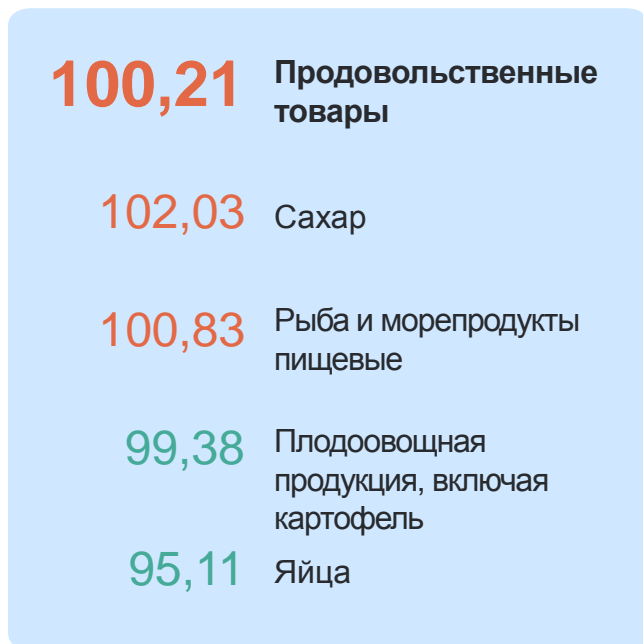 100,21 Продовольственные
товары
102,03 Сахар
100,83 Рыба и морепродукты
пищевые
99,38 Плодоовощная
продукция, включая
картофель
95,11 Яйца